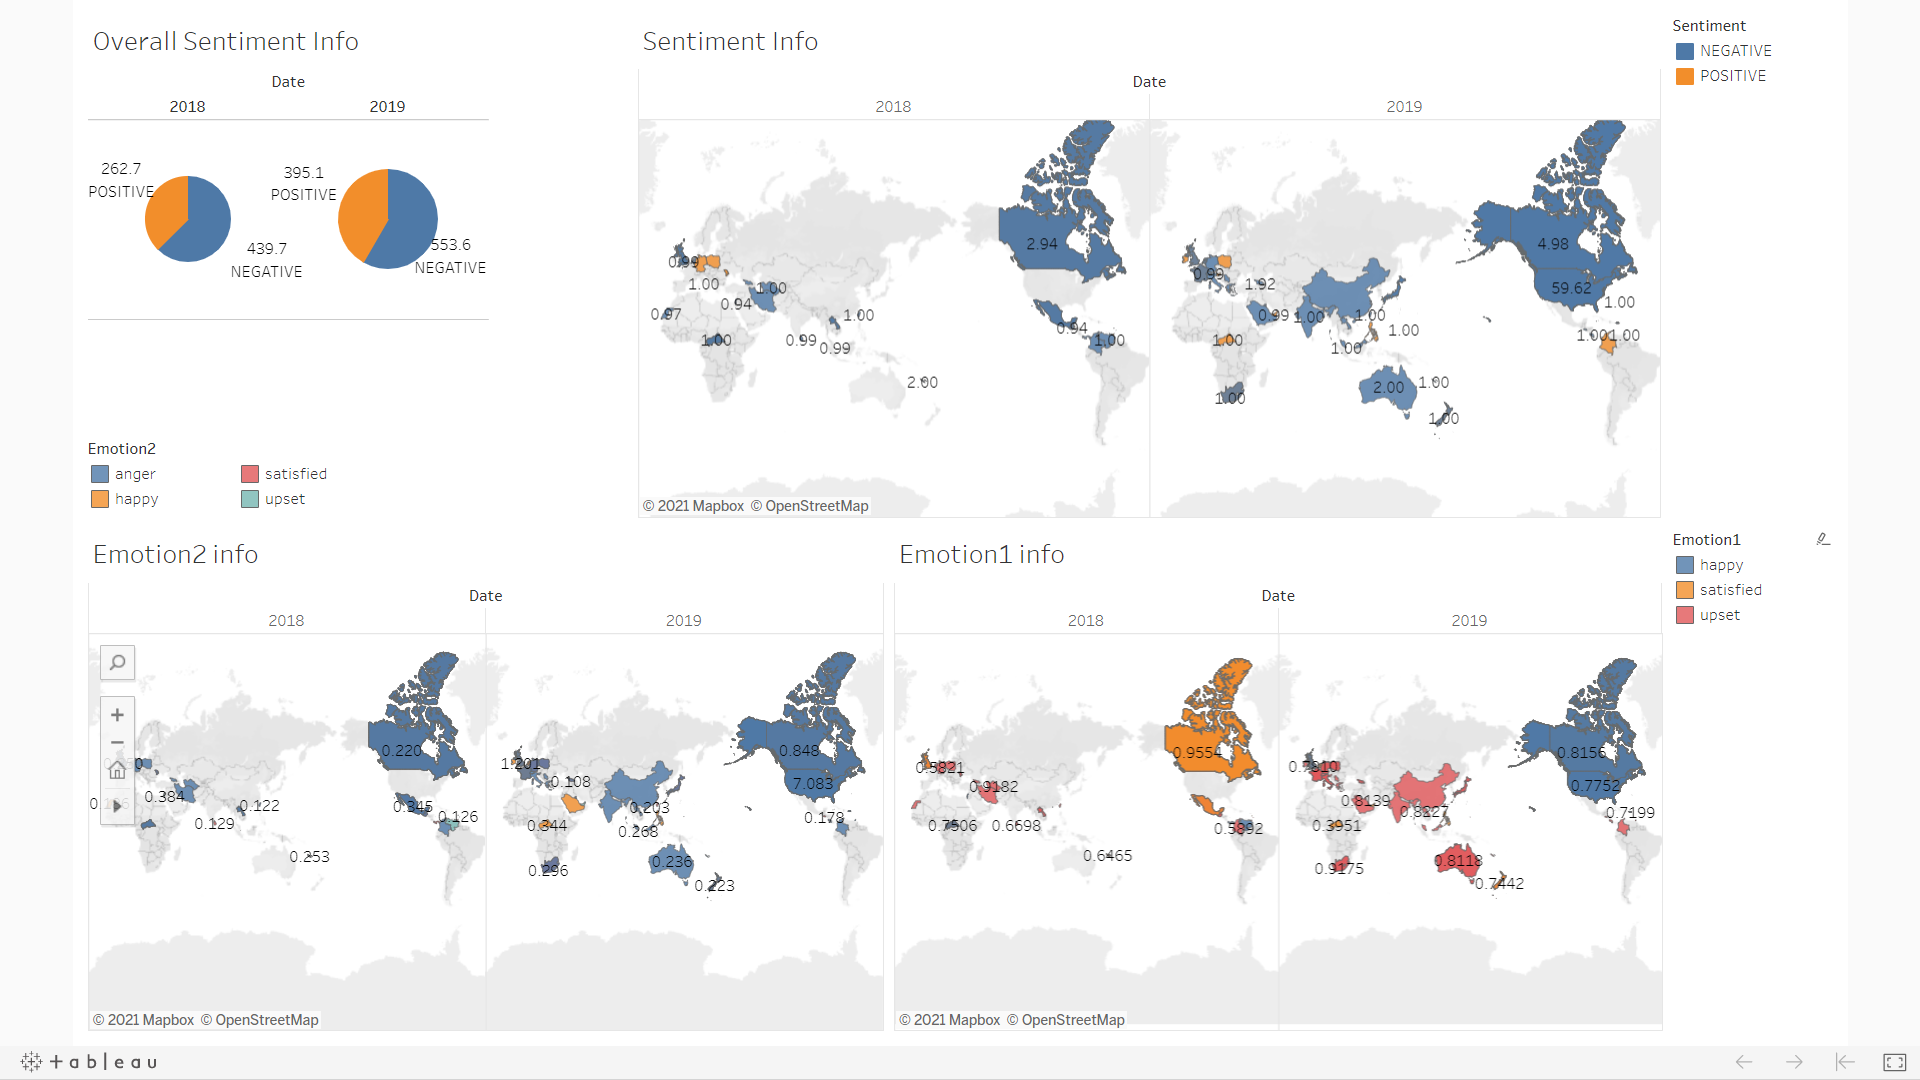 Overall Sentiment Info
Date
2018 2019
262.7
POSITIVE
395.1
POSITIVE
439.7
NEGATIVE
553.6
NEGATIVE
Emotion2
anger satisfied
happy upset
Sentiment Info
Date
2018 2019
2.94
0.99
1.00
1.00
0.94
0.97
1.00
0.94
1.00
0.99
0.99
1.00
2.00
4.98
0.99
1.92
59.62
1.00
0.99
1.00
1.00
1.00
1.00
1.00
1.00
1.00
2.00
1.00
1.00
1.00
© 2021 Mapbox © OpenStreetMap
Sentiment
NEGATIVE
POSITIVE
Emotion2 info
Date
2018 2019
0.220
0.384
0.122
0.129
0.345
0.126
0.253
0.848
1.201
0.108
7.083
0.203
0.178
0.344
0.268
0.236
0.296
0.223
© 2021 Mapbox © OpenStreetMap
Emotion1 info
Date
2018 2019
0.9554
0.5821
0.9182
0.7506
0.6698
0.5892
0.6465
0.8156
0.7752
0.8139
0.8227
0.7199
0.3951
0.8118
0.9175
0.7442
© 2021 Mapbox © OpenStreetMap
Emotion1
happy
satisfied
upset
+ableau